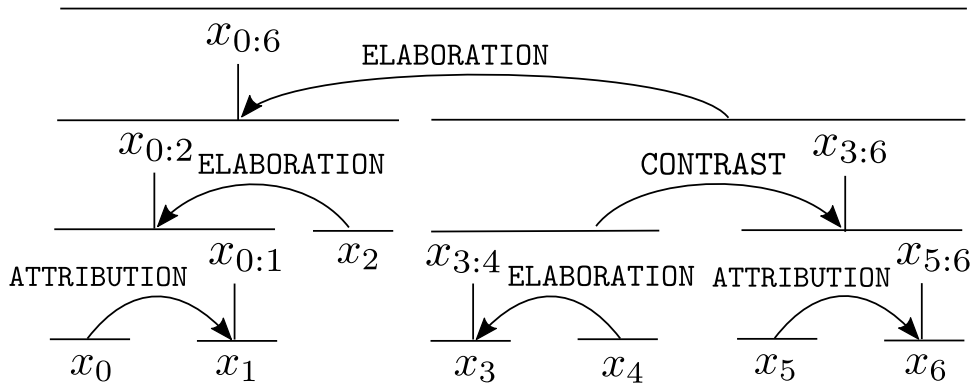 x0:6
ELABORATION
x0:2
ELABORATION
CONTRAST
x3:6
x0:1
x2
x3:4
x5:6
ATTRIBUTION
ELABORATION
ATTRIBUTION
x0
x1
x3
x4
x5
x6